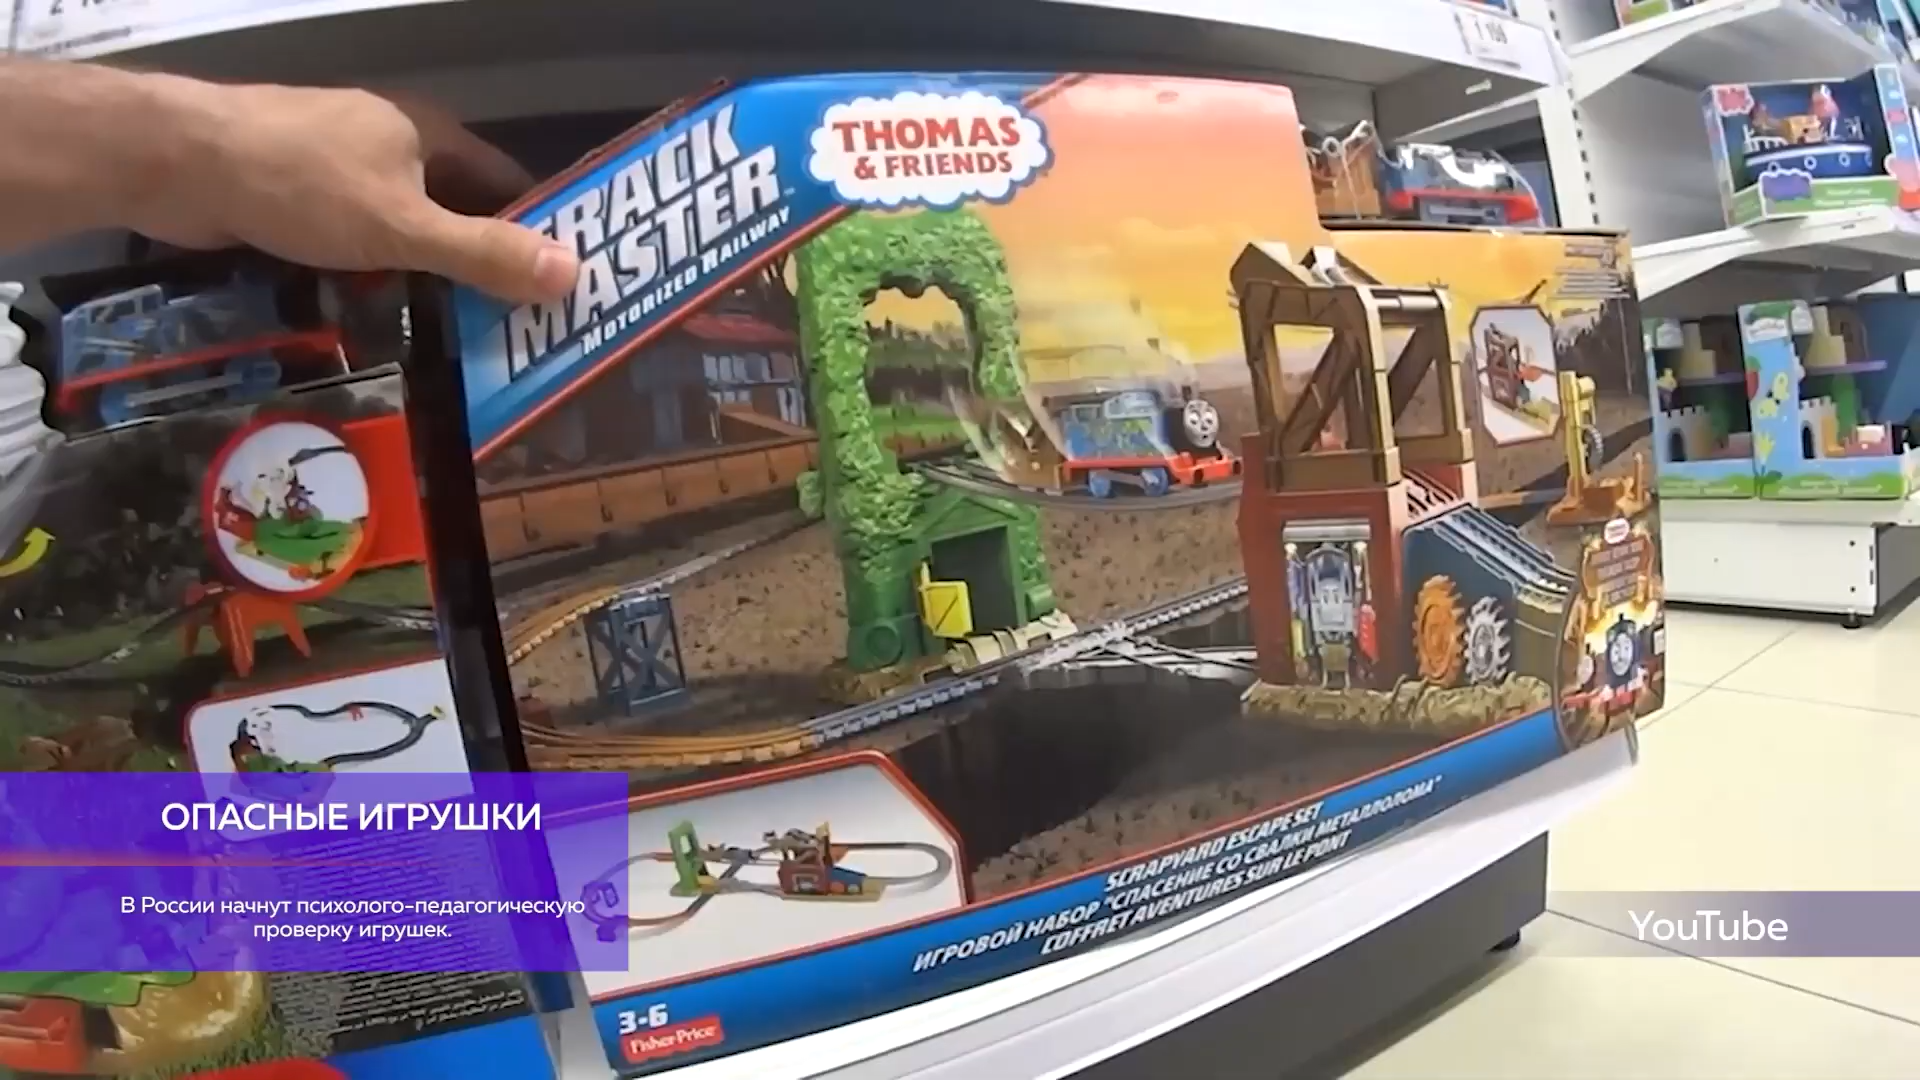 TRACK
MASTER
MOTORIZED RAILWAY
THOMAS
& FRIENDS
SCRAPYARD ESCAPE SET
ИГРОВОЙ НАБОР "СПАСЕНИЕ СО СВАЛКИ МЕТАЛЛОЛОМА"
COFFRET AVENTURES SUR LE PONT
3-6
Fisher-Price
ОПАСНЫЕ ИГРУШКИ
В России начнут психолого-педагогическую
проверку игрушек.
YouTube